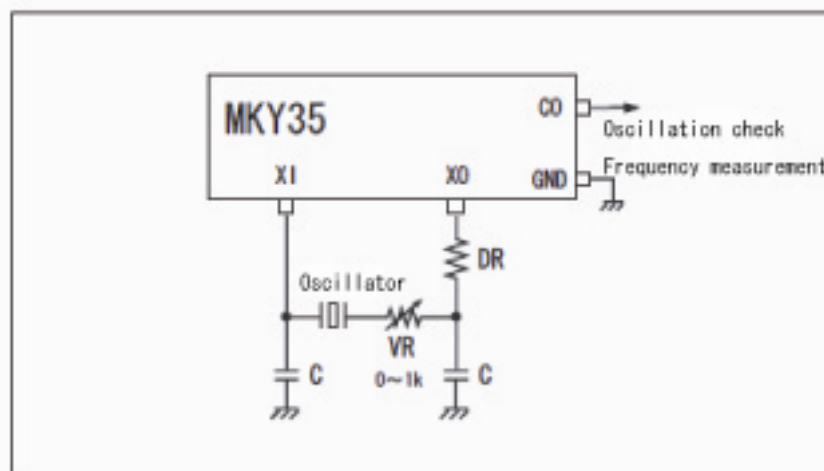 MKY35
CO
Oscillation check
XI
XO
GND
Frequency measurement
DR
Oscillator
VR
C
0~1k
C